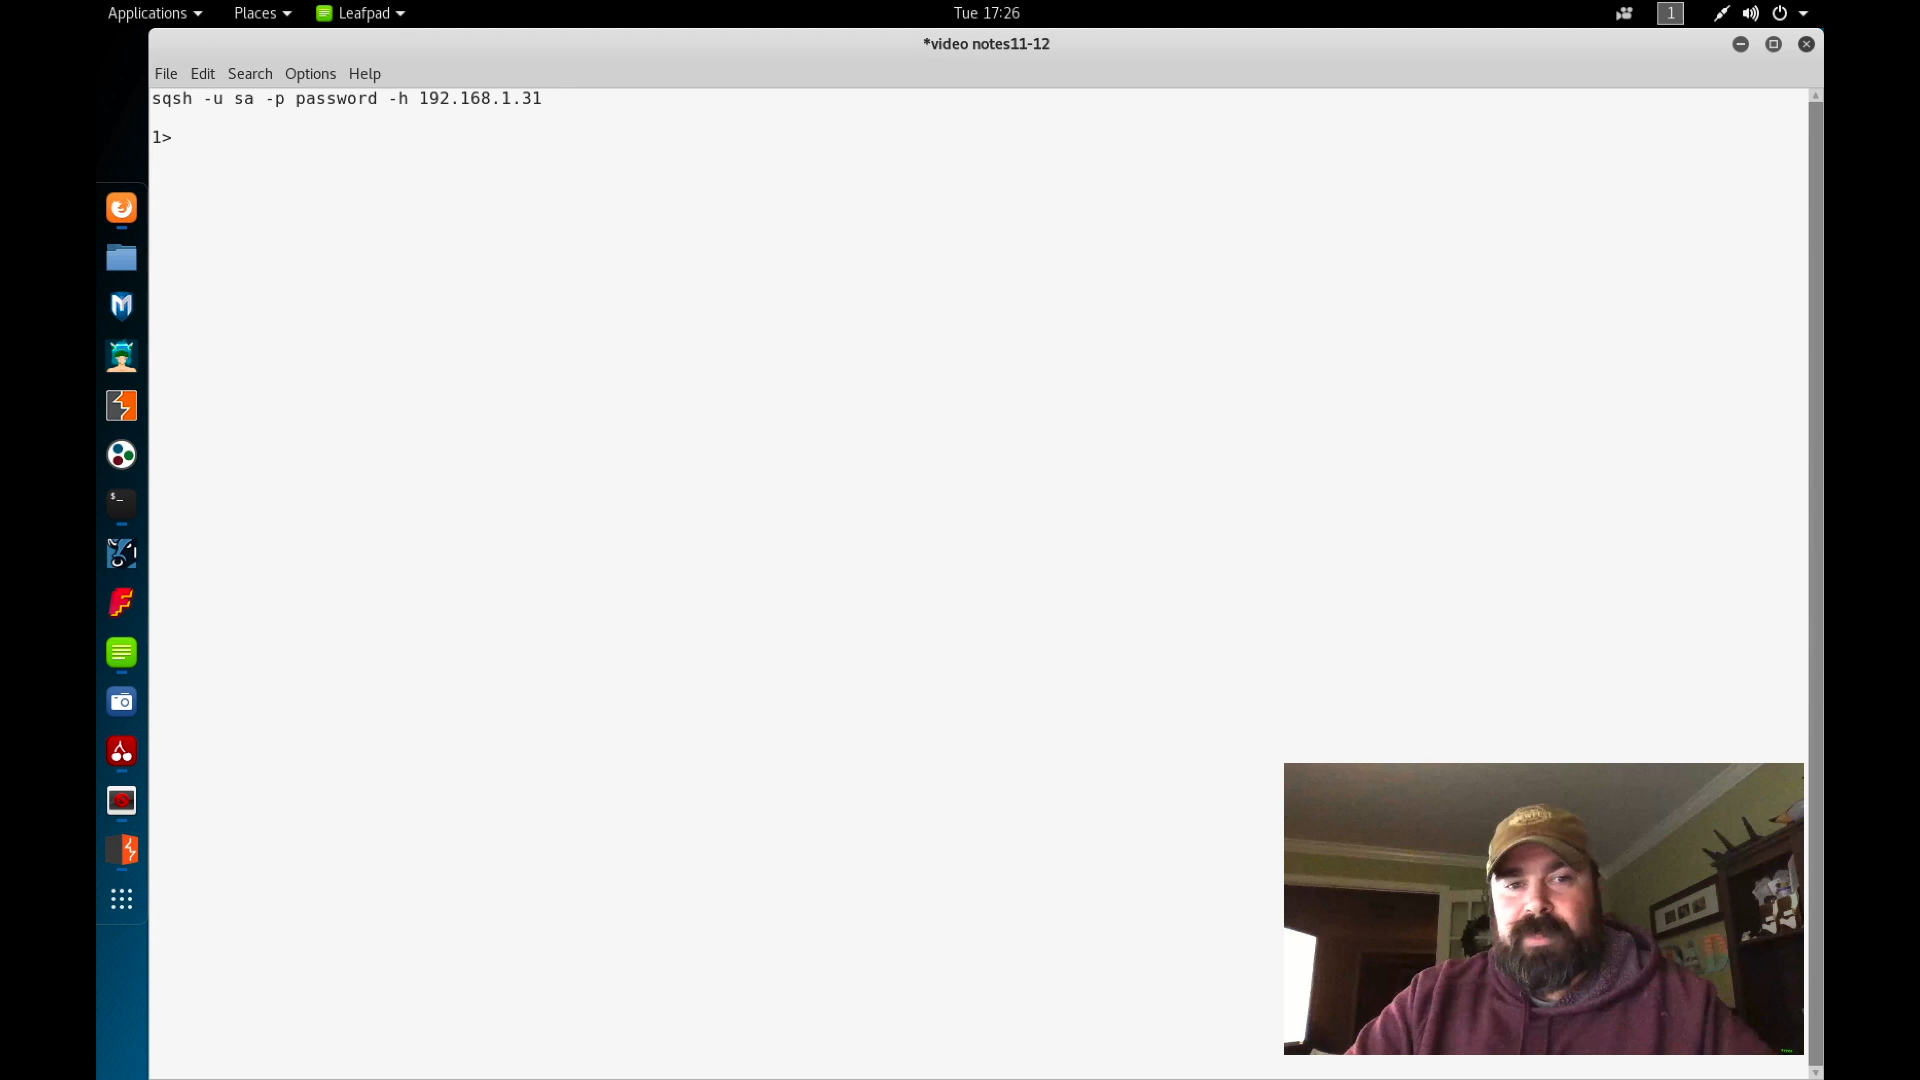 Applications Places Leafpad Tue 17:26 1
*video notes11-12
File Edit Search Options Help
sqsh -u sa -p password -h 192.168.1.31
1>
$_